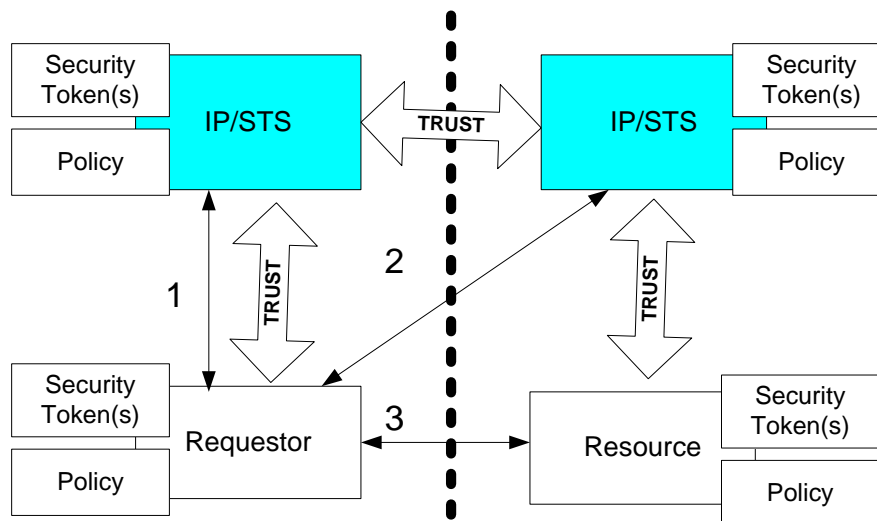 Security
Token(s)
IP/STS
Policy
TRUST
IP/STS
Security
Token(s)
Policy
1
TRUST
2
TRUST
Security
Token(s)
Requestor
Policy
3
Resource
Security
Token(s)
Policy